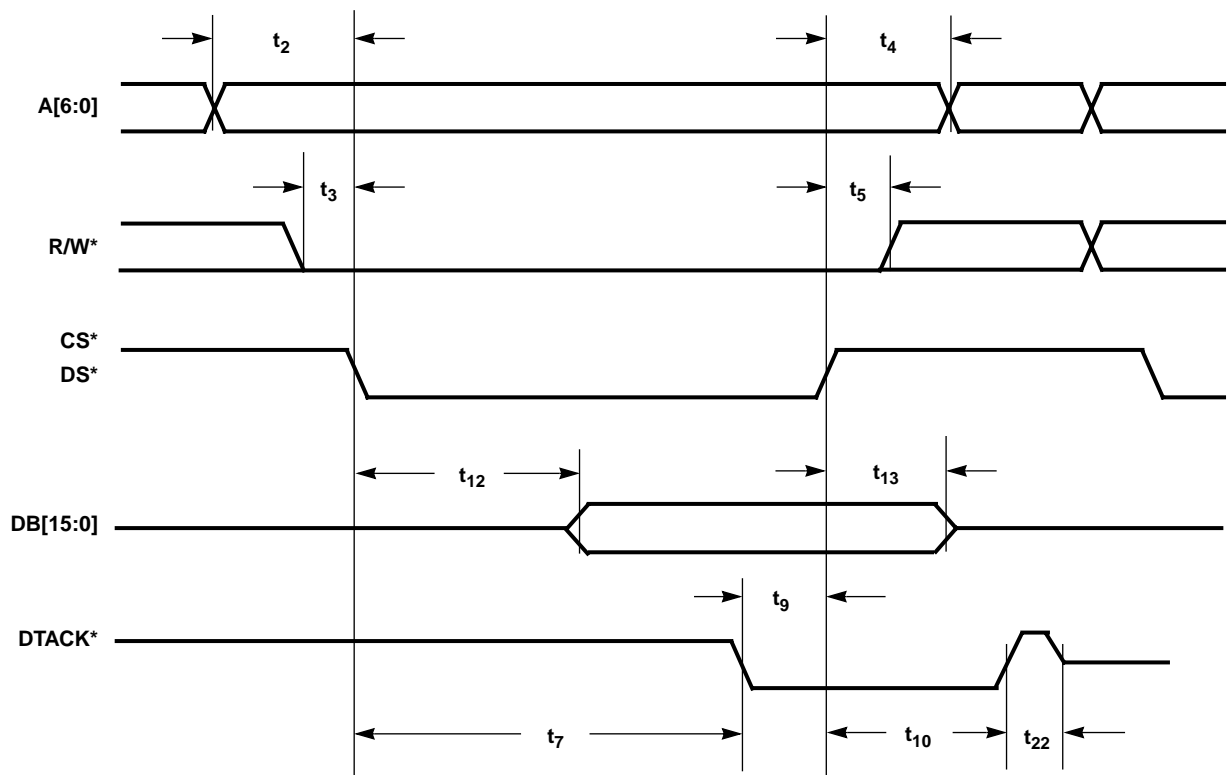 t2
t4
A[6:0]
t3
t5
R/W*
CS*
DS*
t12
t13
DB[15:0]
t9
DTACK*
t7
t10
t22